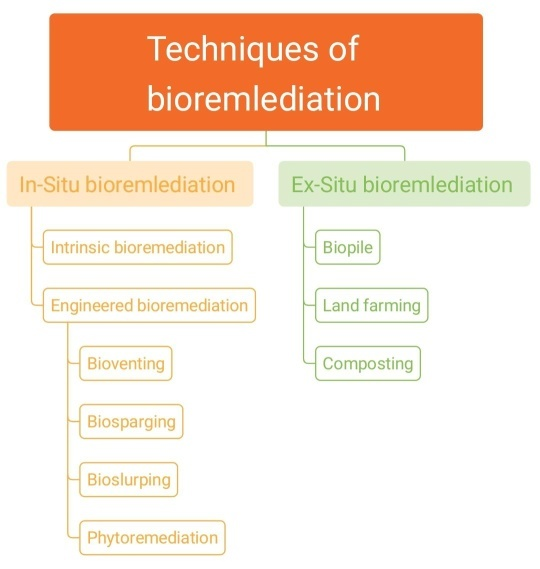 Techniques of
bioremlediation
In-Situ bioremlediation
Ex-Situ bioremlediation
Intrinsic bioremediation
Engineered bioremediation
Bioventing
Biosparging
Bioslurping
Phytoremediation
Biopile
Land farming
Composting